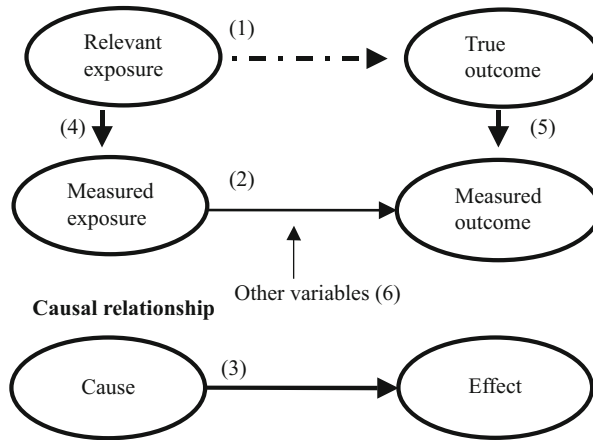 (1)
Relevant
exposure
True
outcome
(4)
(5)
Measured
exposure
(2)
Measured
outcome
Other variables (6)
Causal relationship
Cause
(3)
Effect